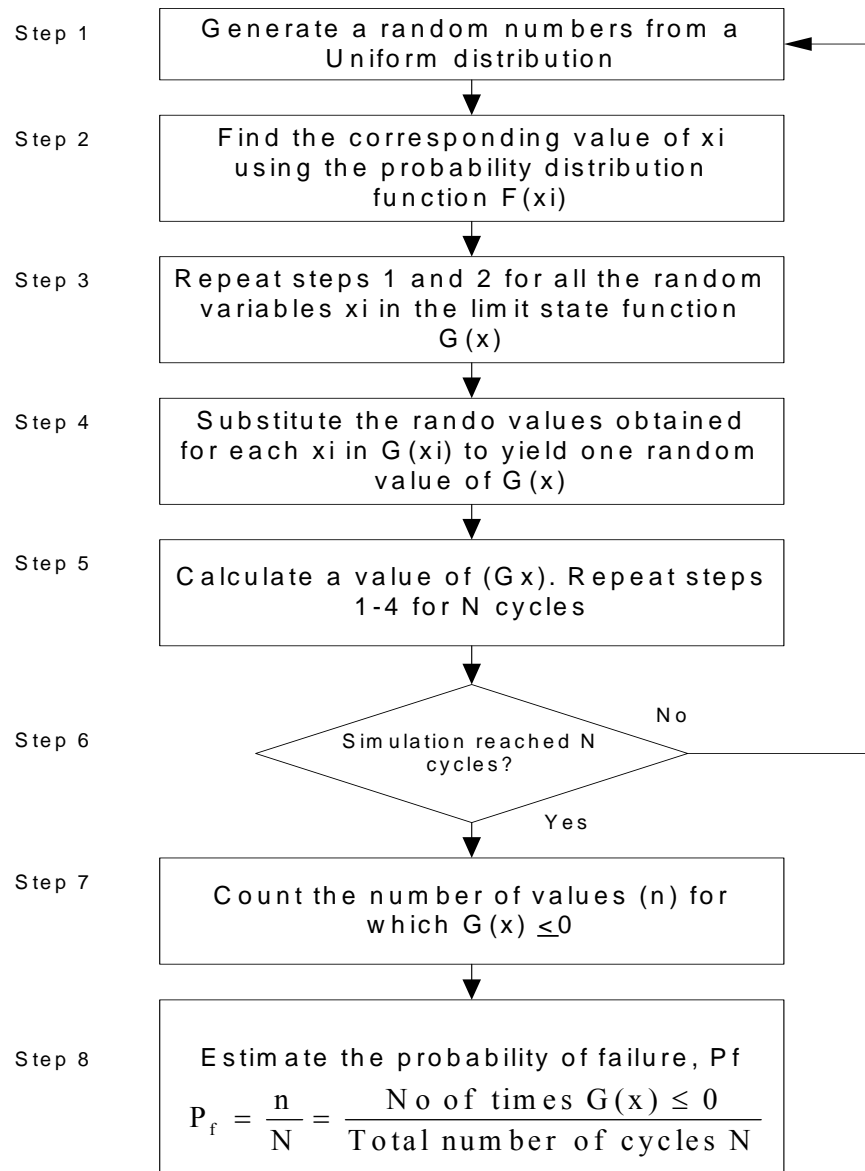 Step 1
Generate a random numbers from a
Uniform distribution
Step 2
Find the corresponding value of xi
using the probability distribution
function F(xi)
Step 3
Repeat steps 1 and 2 for all the random
variables xi in the limit state function
G(x)
Step 4
Substitute the rando values obtained
for each xi in G(xi) to yield one random
value of G(x)
Step 5
Calculate a value of (Gx). Repeat steps
1-4 for N cycles
Step 6
Simulation reached N
cycles?
No
Yes
Step 7
Count the number of values (n) for
which G(x) ≤0
Step 8
Estimate the probability of failure, Pf
P_f = n/N = No of times G(x) ≤ 0 / Total number of cycles N